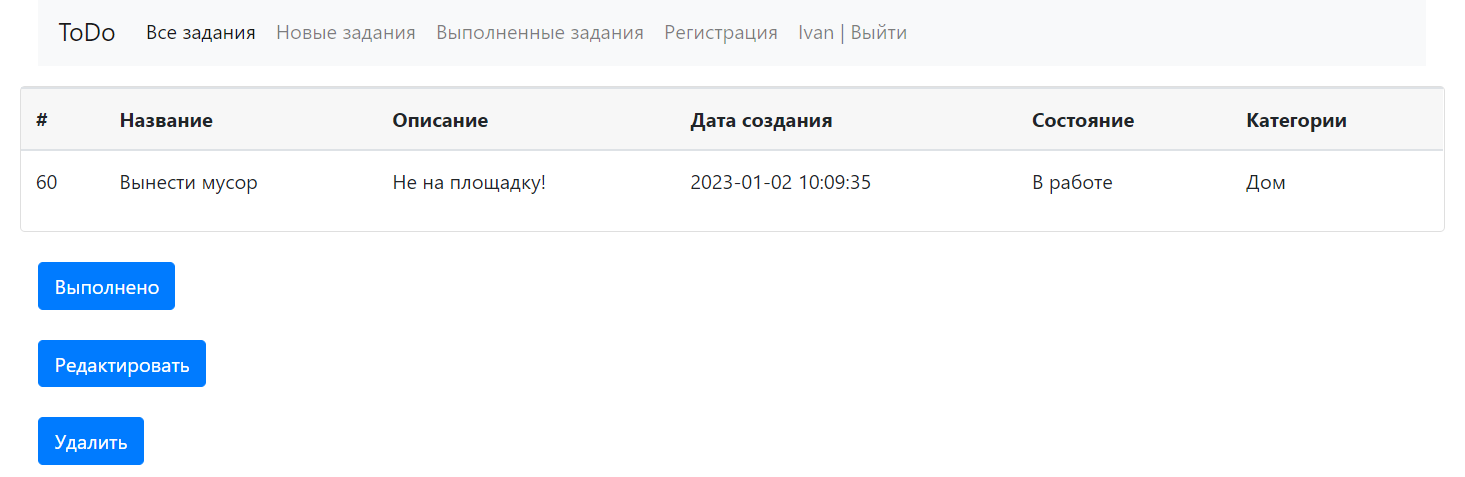 ToDo Все задания Новые задания Выполненные задания Регистрация Ivan | Выйти
# Название Описание Дата создания Состояние Категории
60 Вынести мусор Не на площадку! 2023-01-02 10:09:35 В работе Дом
Выполнено
Редактировать
Удалить